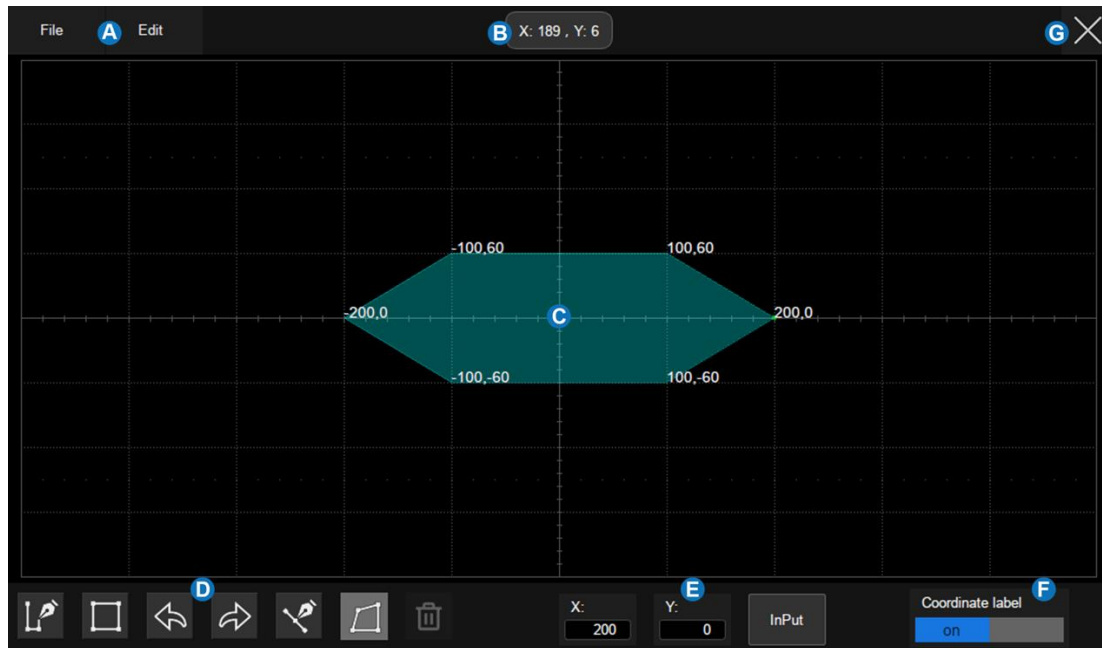 File A Edit B X: 189 , Y: 6 G
-100,60 100,60
-200,0 C 200,0
-100,-60 100,-60
D E F
X: Y: InPut Coordinate label
200 0 on